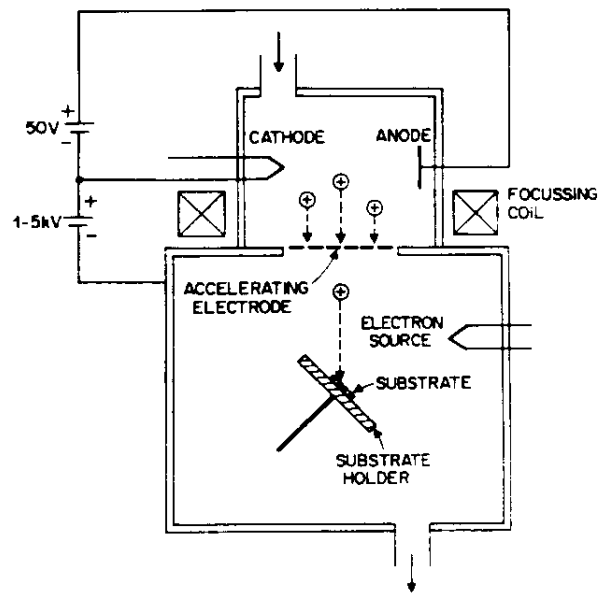 +
50V
-
+
1-5kV
-
CATHODE
ANODE
FOCUSSING
COIL
⊕ ⊕ ⊕
ACCELERATING
ELECTRODE
⊕
ELECTRON
SOURCE
SUBSTRATE
SUBSTRATE
HOLDER